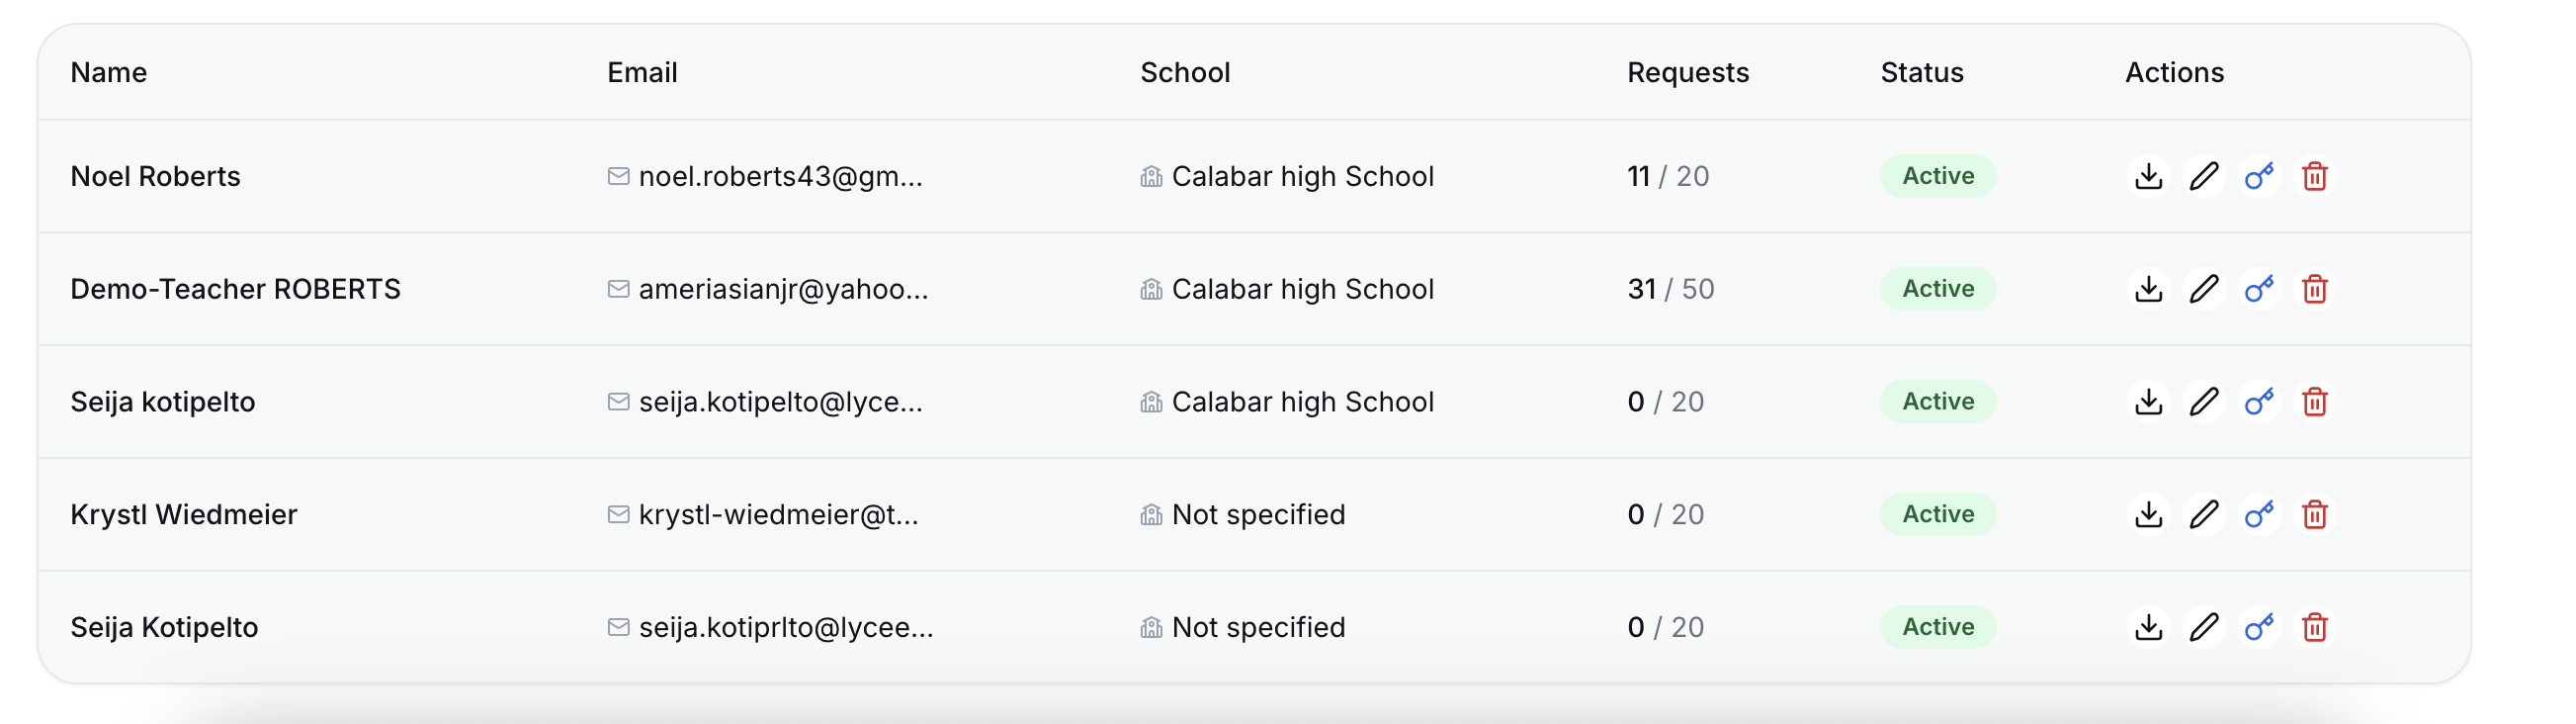 Name Email School Requests Status Actions
Noel Roberts noel.roberts43@gm... Calabar high School 11 / 20 Active
Demo-Teacher ROBERTS ameriasianjr@yahoo... Calabar high School 31 / 50 Active
Seija kotipelto seija.kotipelto@lyce... Calabar high School 0 / 20 Active
Krystl Wiedmeier krystl-wiedmeier@t... Not specified 0 / 20 Active
Seija Kotipelto seija.kotiprlto@lycee... Not specified 0 / 20 Active